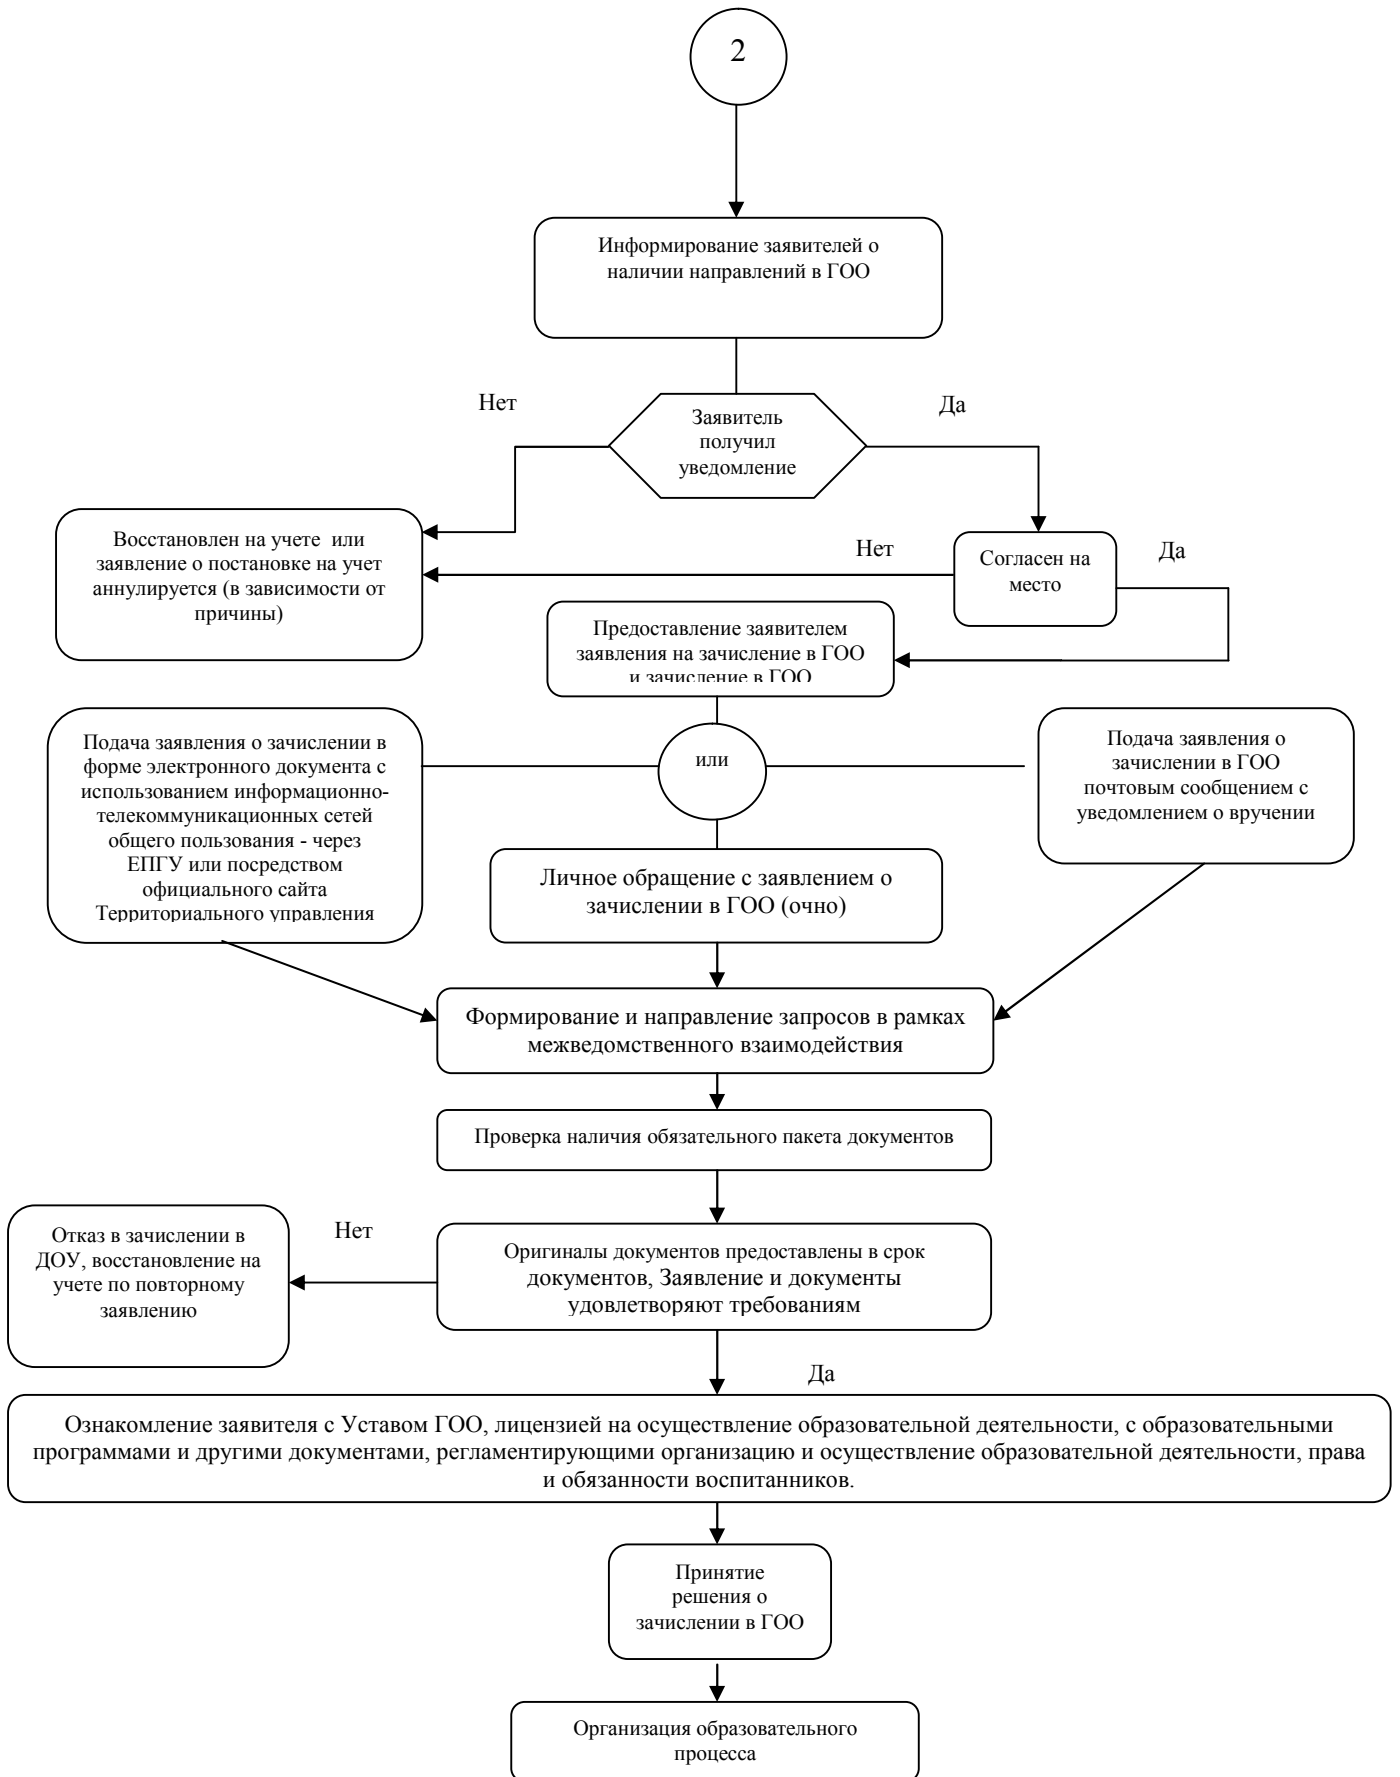 2
Информирование заявителей о
наличии направлений в ГОО
Нет
Да
Заявитель
получил
уведомление
Восстановлен на учете или
заявление о постановке на учет
аннулируется (в зависимости от
причины)
Нет
Согласен на
место
Да
Предоставление заявителем
заявления на зачисление в ГОО
и зачисление в ГОО
Подача заявления о зачислении в
форме электронного документа с
использованием информационно-
телекоммуникационных сетей
общего пользования - через
ЕПГУ или посредством
официального сайта
Территориального управления
или
Подача заявления о
зачислении в ГОО
почтовым сообщением с
уведомлением о вручении
Личное обращение с заявлением о
зачислении в ГОО (очно)
Формирование и направление запросов в рамках
межведомственного взаимодействия
Проверка наличия обязательного пакета документов
Отказ в зачислении в
ДОУ, восстановление на
учете по повторному
заявлению
Нет
Оригиналы документов предоставлены в срок
документов, Заявление и документы
удовлетворяют требованиям
Да
Ознакомление заявителя с Уставом ГОО, лицензией на осуществление образовательной деятельности, с образовательными
программами и другими документами, регламентирующими организацию и осуществление образовательной деятельности, права
и обязанности воспитанников.
Принятие
решения о
зачислении в ГОО
Организация образовательного
процесса